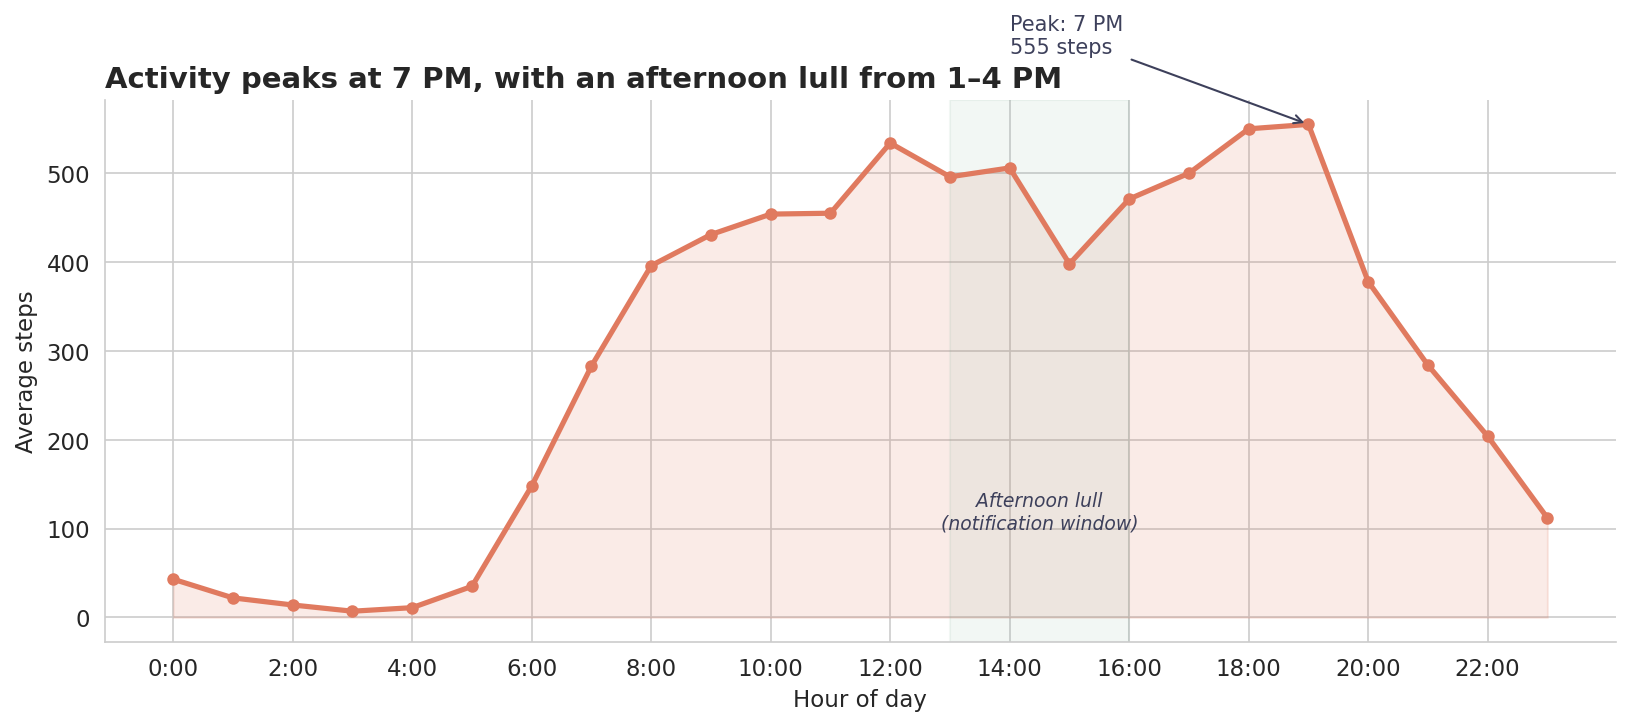 Peak: 7 PM
555 steps
Activity peaks at 7 PM, with an afternoon lull from 1–4 PM
Average steps
500
400
300
200
100
0
Afternoon lull
(notification window)
0:00 2:00 4:00 6:00 8:00 10:00 12:00 14:00 16:00 18:00 20:00 22:00
Hour of day